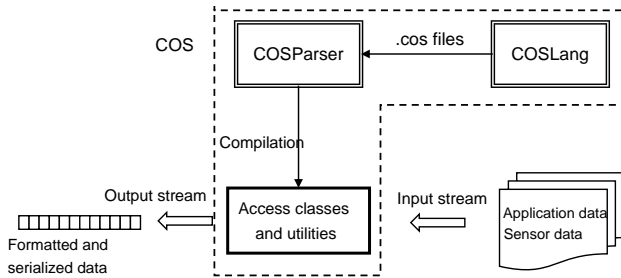 COS
COSParser
.cos files
COSLang
Compilation
Output stream
Access classes
and utilities
Input stream
Application data
Sensor data
Formatted and
serialized data